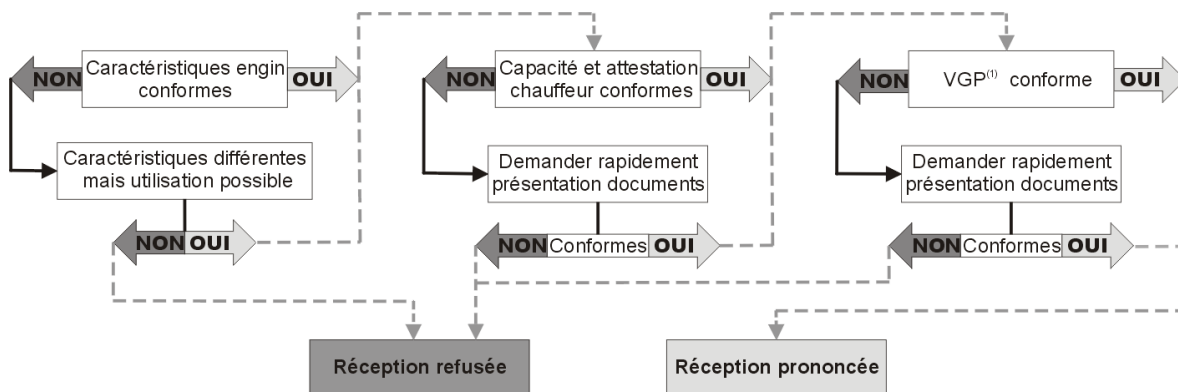 NON
Caractéristiques engin
conformes
OUI
NON
Capacité et attestation
chauffeur conformes
OUI
NON
VGP(1) conforme
OUI
Caractéristiques différentes
mais utilisation possible
Demander rapidement
présentation documents
Demander rapidement
présentation documents
NON OUI
NON Conformes OUI
NON Conformes OUI
Réception refusée
Réception prononcée